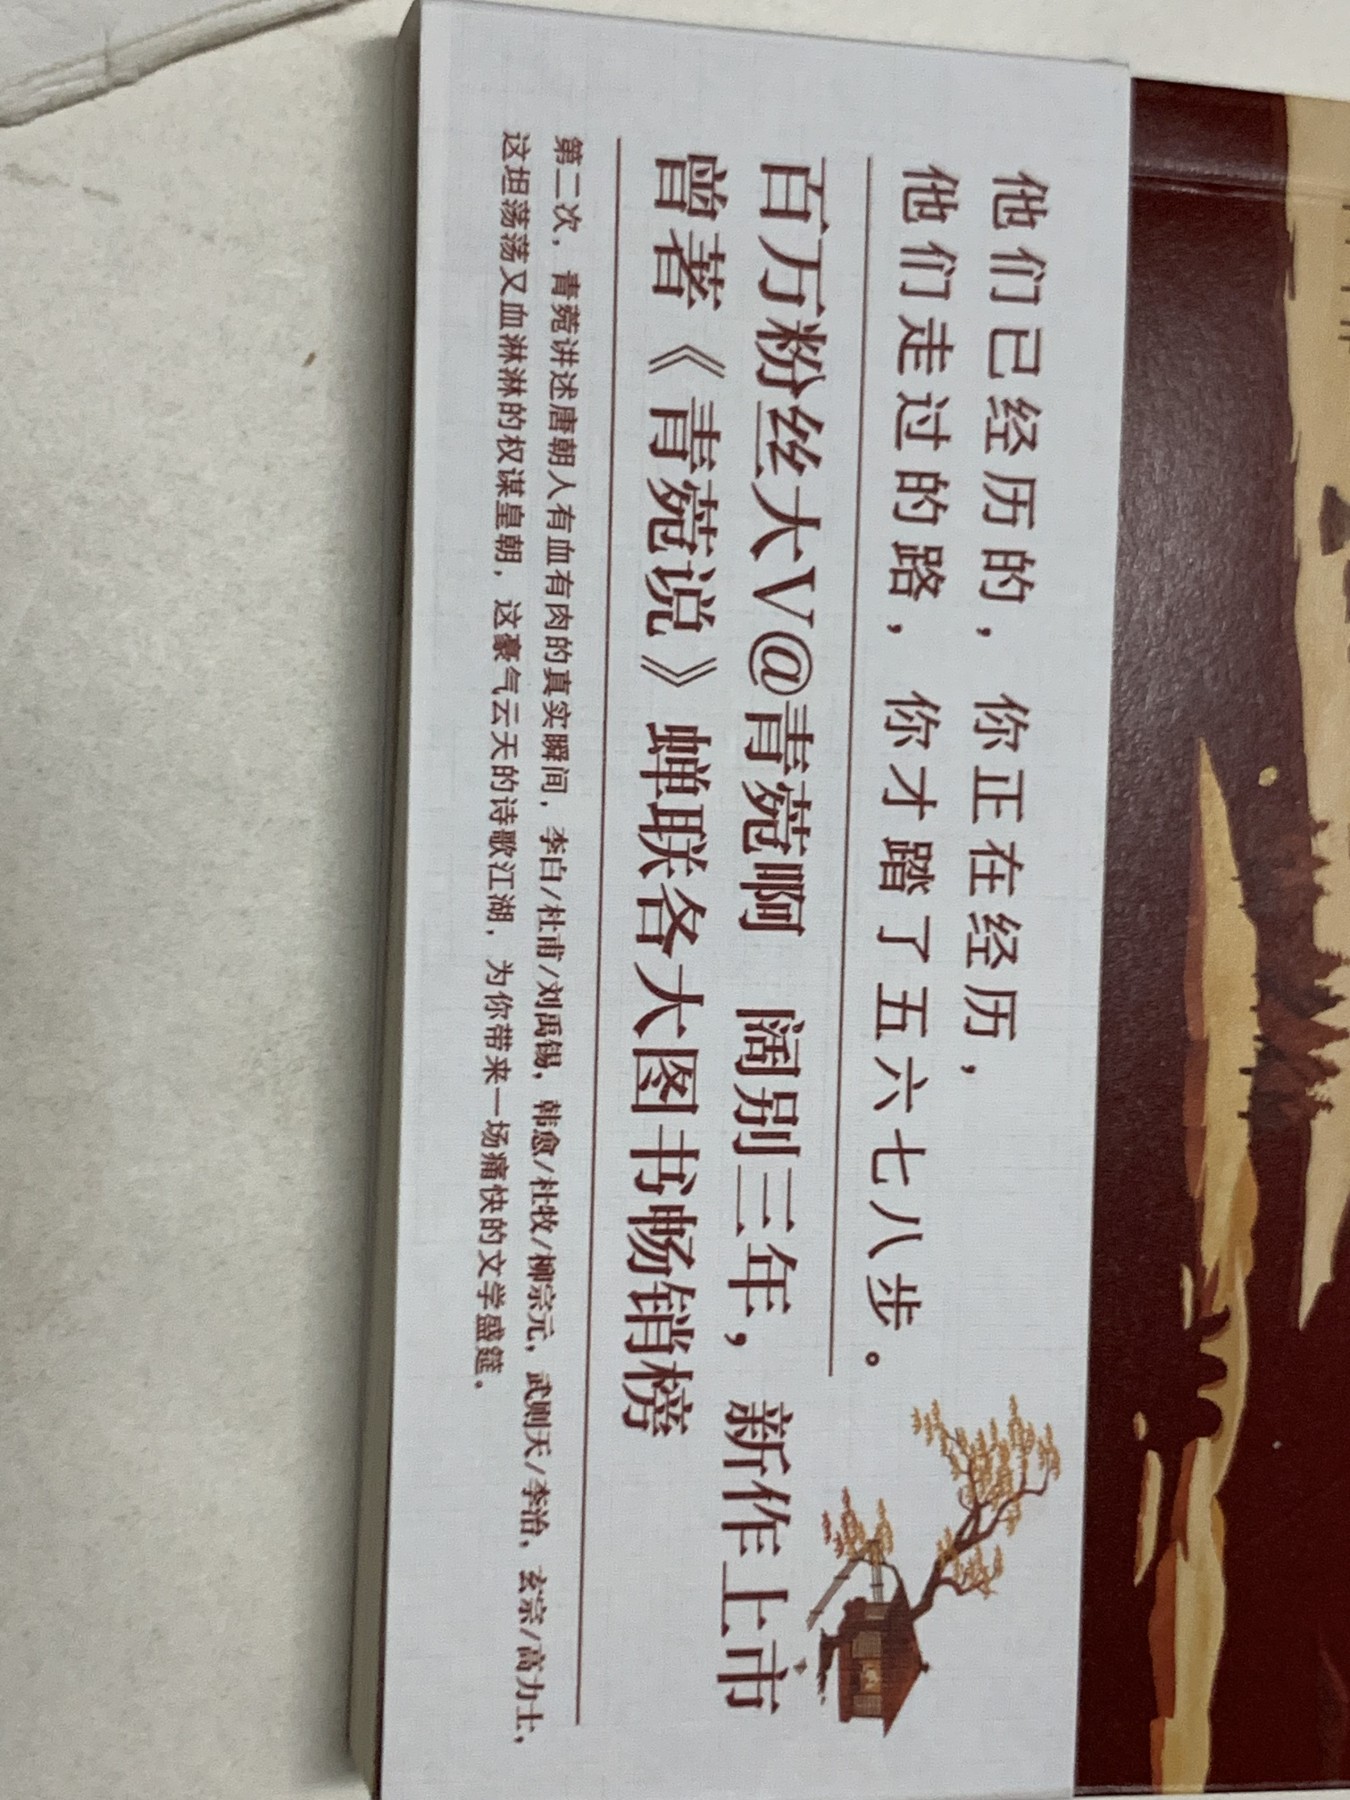 他们已经历的，你正在经历，
他们走过的路，你才踏了五六七八步。
百万粉丝大V@青蔸啊 阔别三年，新作上市
曾著《青蔸说》蝉联各大图书畅销榜
第二次，青蔸讲述唐朝人有血有肉的真实瞬间，李白/杜甫/刘禹锡，韩愈/杜牧/柳宗元，武则天/李治，玄宗/高力士，
这坦荡荡又血淋淋的权谋皇朝，这豪气云天的诗歌江湖，为你带来一场痛快的文学盛筵。